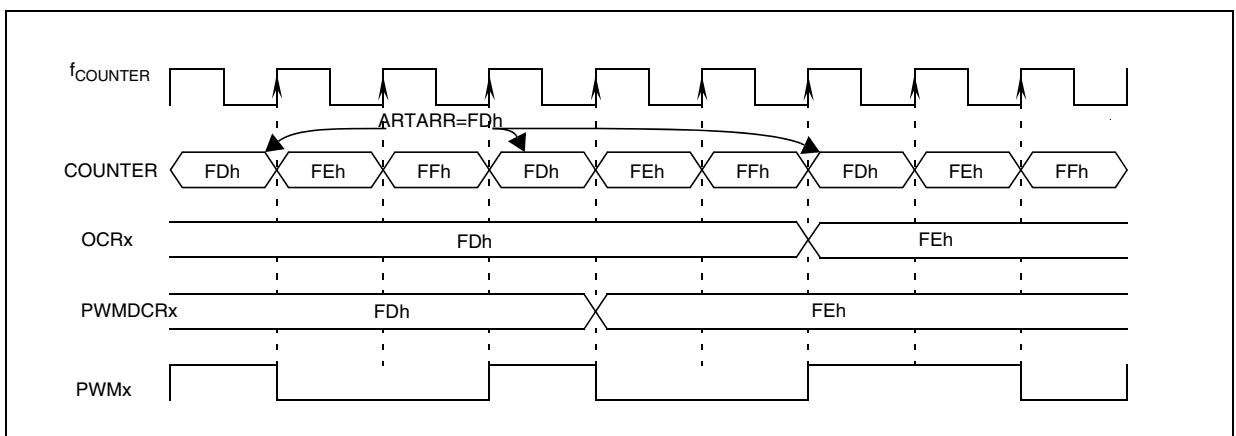 fCOUNTER
ARTARR=FDh
COUNTER FDh FEh FFh FDh FEh FFh FDh FEh FFh
OCRx FDh FEh
PWMDCRx FDh FEh
PWMx